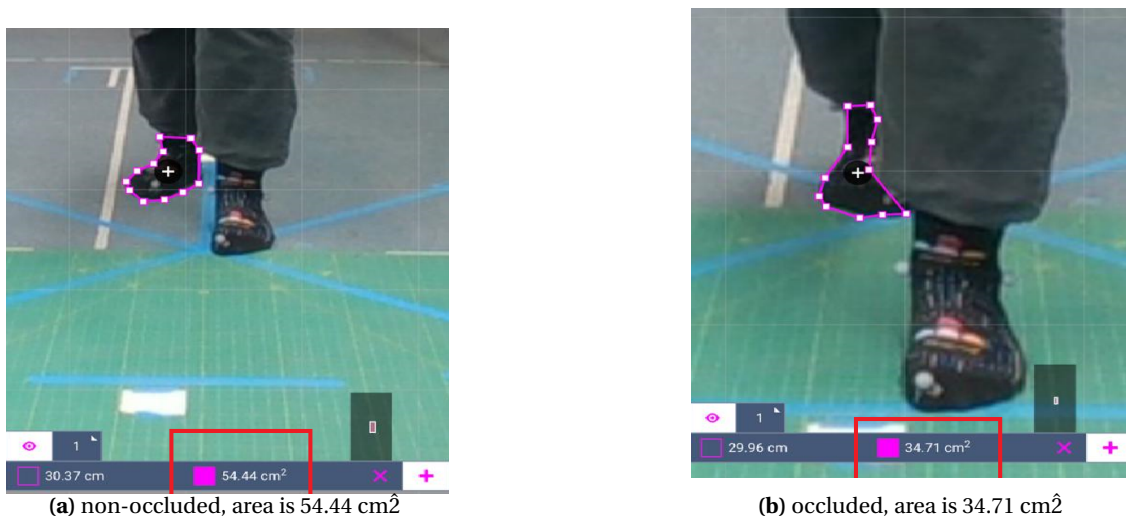 1
30.37 cm
54.44 cm²
(a) non-occluded, area is 54.44 cm2̂
1
29.96 cm
34.71 cm²
(b) occluded, area is 34.71 cm2̂